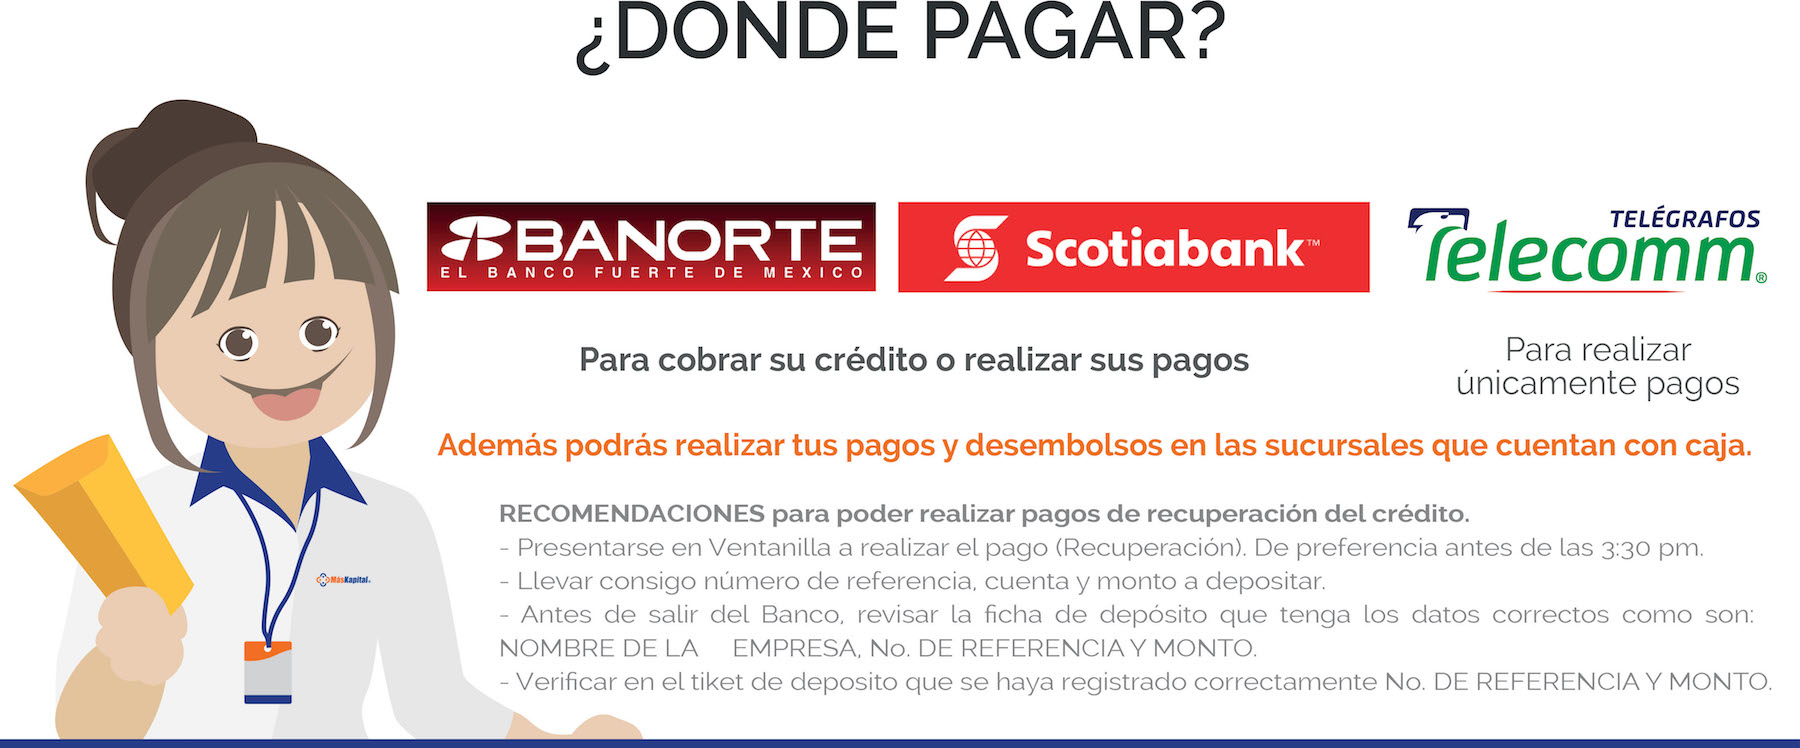 ¿DONDE PAGAR?
BANORTE
EL BANCO FUERTE DE MEXICO
Scotiabank™
TELÉGRAFOS
Telecomm®
Para cobrar su crédito o realizar sus pagos
Para realizar
únicamente pagos
Además podrás realizar tus pagos y desembolsos en las sucursales que cuentan con caja.
RECOMENDACIONES para poder realizar pagos de recuperación del crédito.
- Presentarse en Ventanilla a realizar el pago (Recuperación). De preferencia antes de las 3:30 pm.
- Llevar consigo número de referencia, cuenta y monto a depositar.
- Antes de salir del Banco, revisar la ficha de depósito que tenga los datos correctos como son:
NOMBRE DE LA EMPRESA, No. DE REFERENCIA Y MONTO.
- Verificar en el tiket de deposito que se haya registrado correctamente No. DE REFERENCIA Y MONTO.
MásKapital